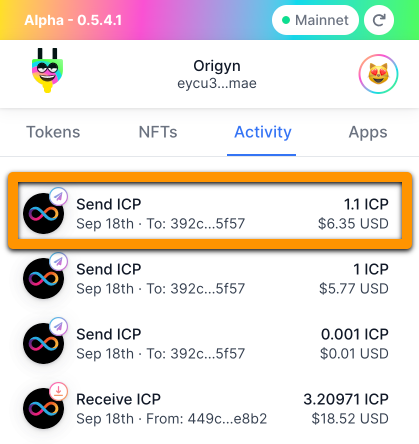 Alpha - 0.5.4.1
Mainnet
Origyn
eycu3...mae
Tokens NFTs Activity Apps
Send ICP 1.1 ICP
Sep 18th · To: 392c...5f57 $6.35 USD
Send ICP 1 ICP
Sep 18th · To: 392c...5f57 $5.77 USD
Send ICP 0.001 ICP
Sep 18th · To: 392c...5f57 $0.01 USD
Receive ICP 3.20971 ICP
Sep 18th · From: 449c...e8b2 $18.52 USD